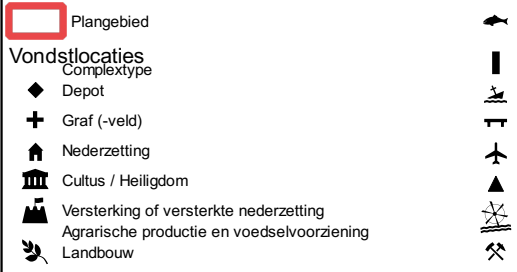 Plangebied
Vondstlocaties
Complextype
Depot
Graf (-veld)
Nederzetting
Cultus / Heiligdom
Versterking of versterkte nederzetting
Agrarische productie en voedselvoorziening
Landbouw